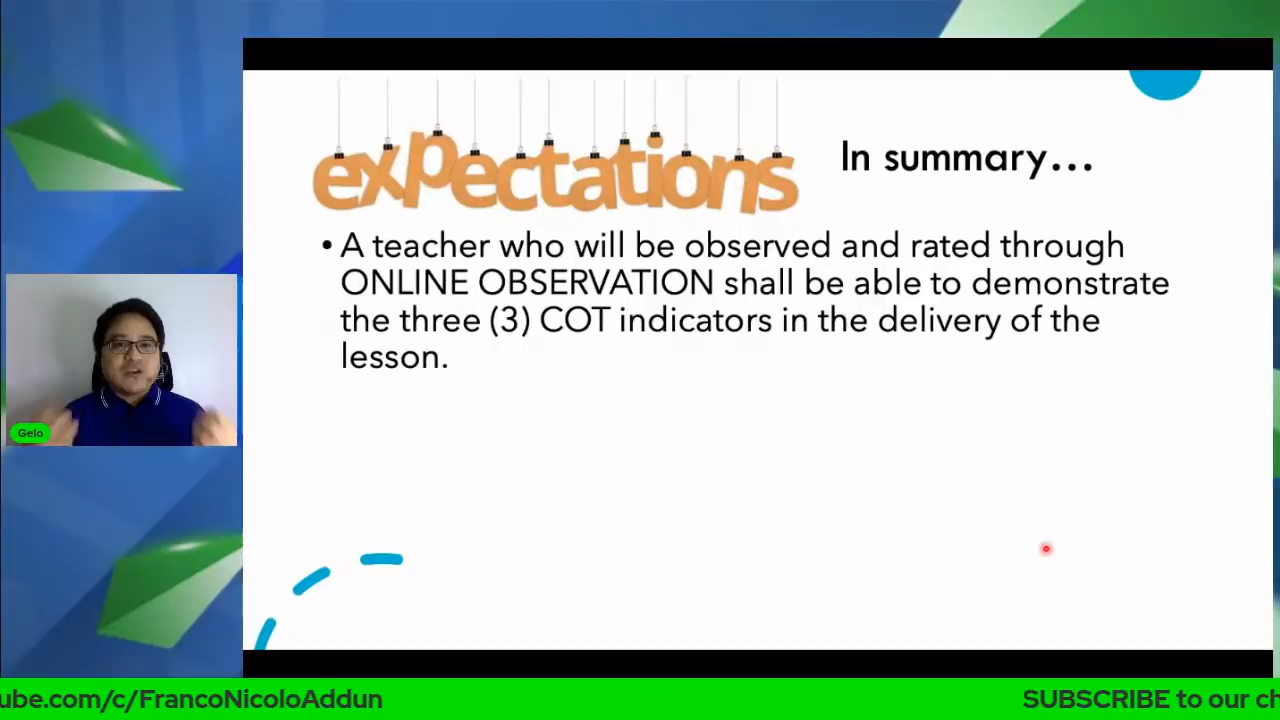 expectations
In summary...
• A teacher who will be observed and rated through
ONLINE OBSERVATION shall be able to demonstrate
the three (3) COT indicators in the delivery of the
lesson.
Gelo
ube.com/c/FrancoNicoloAddun
SUBSCRIBE to our ch